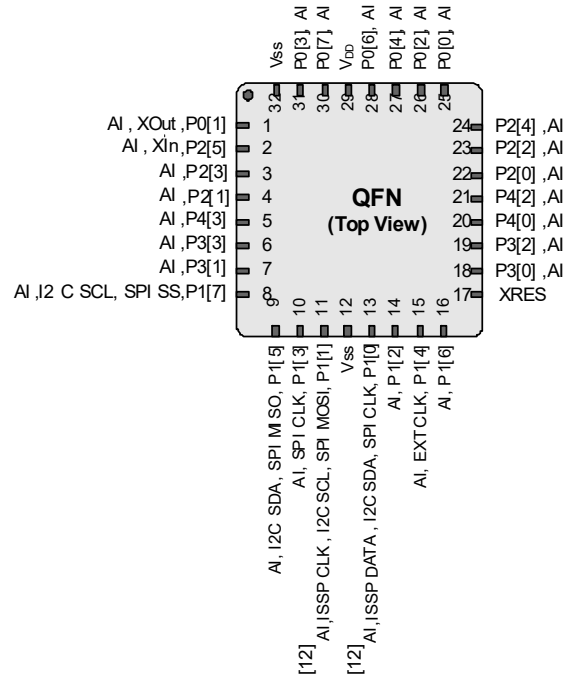 Vss
P0[3], AI
P0[7], AI
VDD
P0[6], AI
P0[4], AI
P0[2], AI
P0[0], AI
32
31
30
29
28
27
26
25
AI , XOut ,P0[1]
1
AI , XIn ,P2[5]
2
AI ,P2[3]
3
AI ,P2[1]
4
AI ,P4[3]
5
AI ,P3[3]
6
AI ,P3[1]
7
AI ,I2 C SCL, SPI SS,P1[7]
8
QFN
(Top View)
24
P2[4] ,AI
23
P2[2] ,AI
22
P2[0] ,AI
21
P4[2] ,AI
20
P4[0] ,AI
19
P3[2] ,AI
18
P3[0] ,AI
17
XRES
9
10
11
12
13
14
15
16
AI, I2C SDA, SPI MISO, P1[5]
AI, SPI CLK, P1[3]
[12]
AI,ISSP CLK , I2C SCL, SPI MOSI, P1[1]
Vss
[12]
AI,ISSP DATA , I2C SDA, SPI CLK, P1[0]
AI, P1[2]
AI, EXTCLK, P1[4]
AI, P1[6]